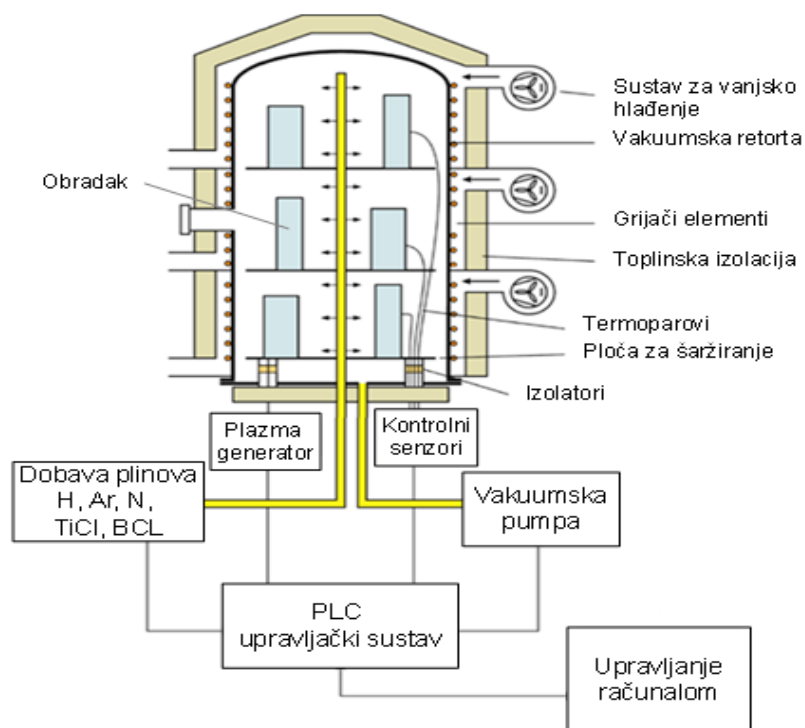 Sustav za vanjsko
hlađenje
Vakuumska retorta
Obradak
Grijači elementi
Toplinska izolacija
Termoparovi
Ploča za šaržiranje
Izolatori
Plazma
generator
Kontrolni
senzori
Dobava plinova
H, Ar, N,
TiCl, BCL
Vakuumska
pumpa
PLC
upravljački sustav
Upravljanje
računalom